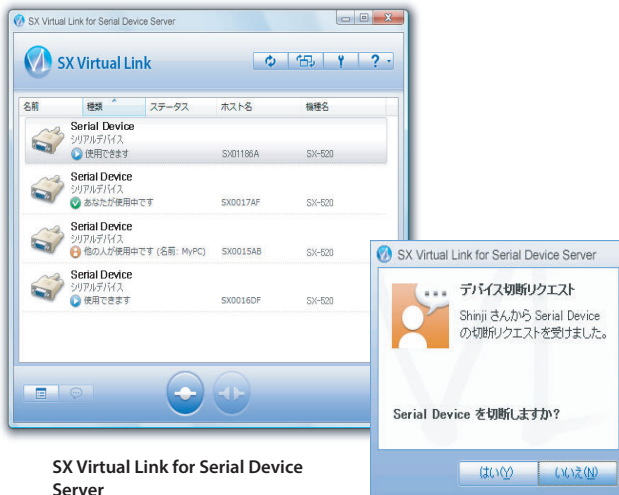 SX Virtual Link for Serial Device Server
SX Virtual Link
?
名前 種類 ステータス ホスト名 機種名
Serial Device
シリアルデバイス
使用できます SX01186A SX-520
Serial Device
シリアルデバイス
あなたが使用中です SX0017AF SX-520
Serial Device
シリアルデバイス
他の人が使用中です (名前: MyPC) SX0015AB SX-520
Serial Device
シリアルデバイス
使用できます SX0016DF SX-520
SX Virtual Link for Serial Device Server
デバイス切断リクエスト
Shinji さんから Serial Device
の切断リクエストを受けました。
Serial Device を切断しますか?
はい(Y) いいえ(N)
SX Virtual Link for Serial Device
Server